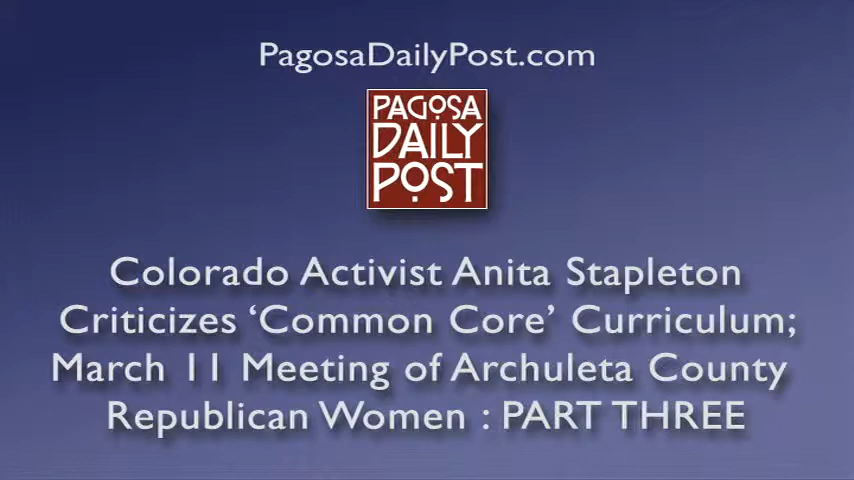 PagosaDailyPost.com
PAGOSA
DAILY
POST
Colorado Activist Anita Stapleton
Criticizes ‘Common Core’ Curriculum;
March 11 Meeting of Archuleta County
Republican Women : PART THREE